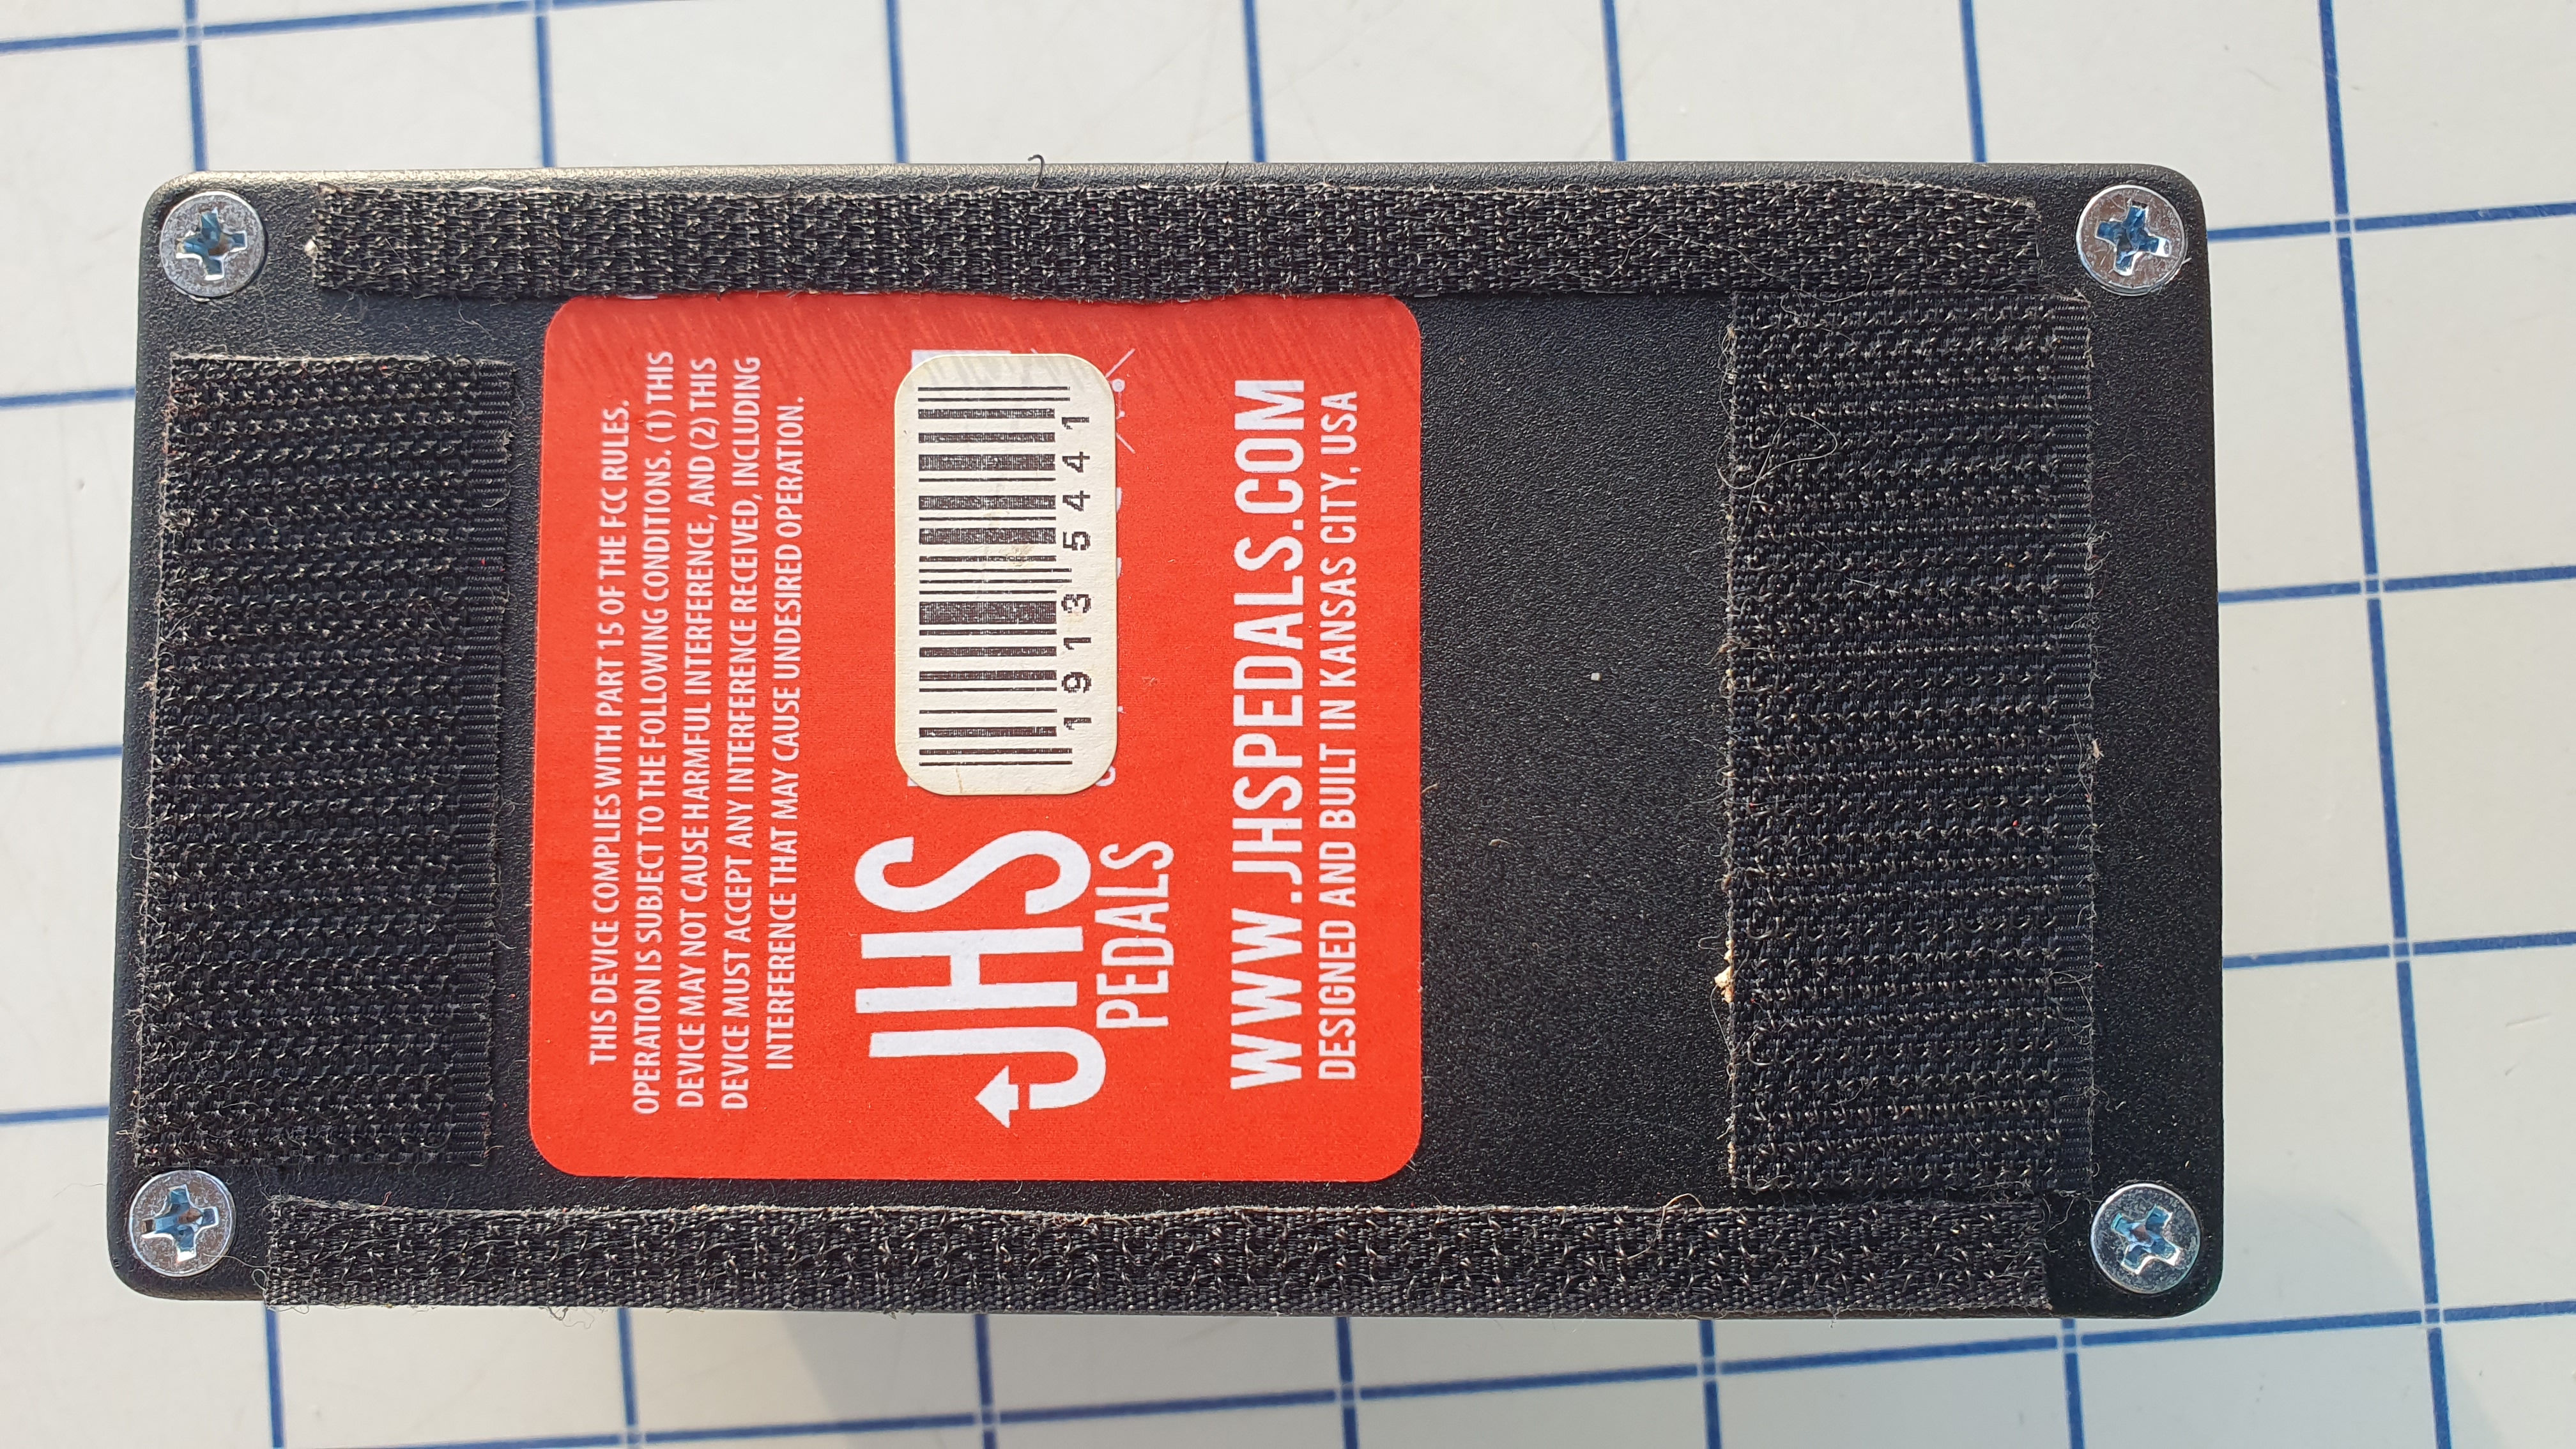 THIS DEVICE COMPLIES WITH PART 15 OF THE FCC RULES.
OPERATION IS SUBJECT TO THE FOLLOWING CONDITIONS. (1) THIS
DEVICE MAY NOT CAUSE HARMFUL INTERFERENCE, AND (2) THIS
DEVICE MUST ACCEPT ANY INTERFERENCE RECEIVED, INCLUDING
INTERFERENCE THAT MAY CAUSE UNDESIRED OPERATION.
JHS
PEDALS
19135441
WWW.JHSPEDALS.COM
DESIGNED AND BUILT IN KANSAS CITY, USA